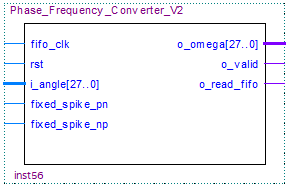 Phase_Frequency_Converter_V2
fifo_clk o_omega[27..0]
rst o_valid
i_angle[27..0] o_read_fifo
fixed_spike_pn
fixed_spike_np
inst56